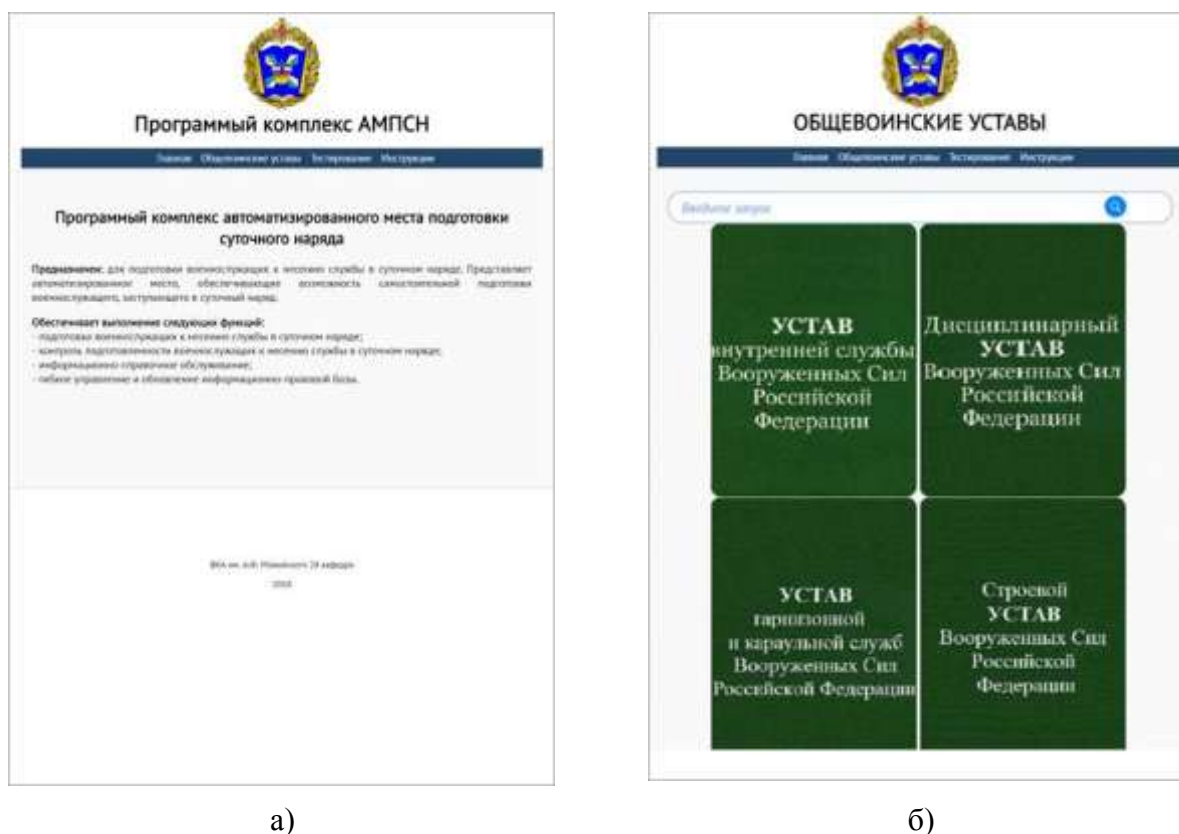 Программный комплекс АМПСН
Главная Общевоинские уставы Тестирование Инструкции
Программный комплекс автоматизированного места подготовки
суточного наряда
Предназначен: для подготовки военнослужащих к несению службы в суточном наряде. Представляет
автоматизированное место, обеспечивающее возможность самостоятельной подготовки
военнослужащего, заступающего в суточный наряд.
Обеспечивает выполнение следующих функций:
- подготовка военнослужащих к несению службы в суточном наряде;
- контроль подготовленности военнослужащих к несению службы в суточном наряде;
- информационно-справочное обслуживание;
- гибкое управление и обновление информационно-правовой базы.
ВКА им. А.Ф. Можайского 24 кафедра
а)
ОБЩЕВОИНСКИЕ УСТАВЫ
Главная Общевоинские уставы Тестирование Инструкции
Введите запрос
УСТАВ
внутренней службы
Вооруженных Сил
Российской
Федерации
Дисциплинарный
УСТАВ
Вооруженных Сил
Российской
Федерации
УСТАВ
гарнизонной
и караульной служб
Вооруженных Сил
Российской Федерации
Строевой
УСТАВ
Вооруженных Сил
Российской
Федерации
б)